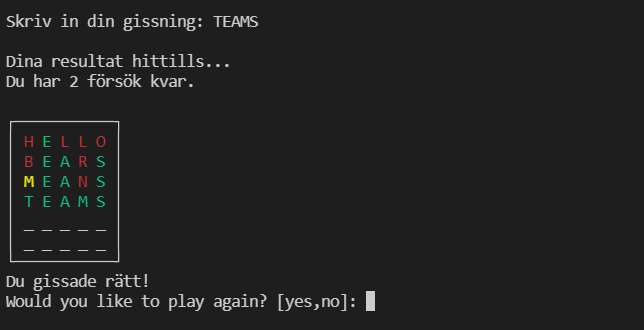 Skriv in din gissning: TEAMS
Dina resultat hittills...
Du har 2 försök kvar.
H E L L O
B E A R S
M E A N S
T E A M S
_ _ _ _ _
_ _ _ _ _
Du gissade rätt!
Would you like to play again? [yes,no]: